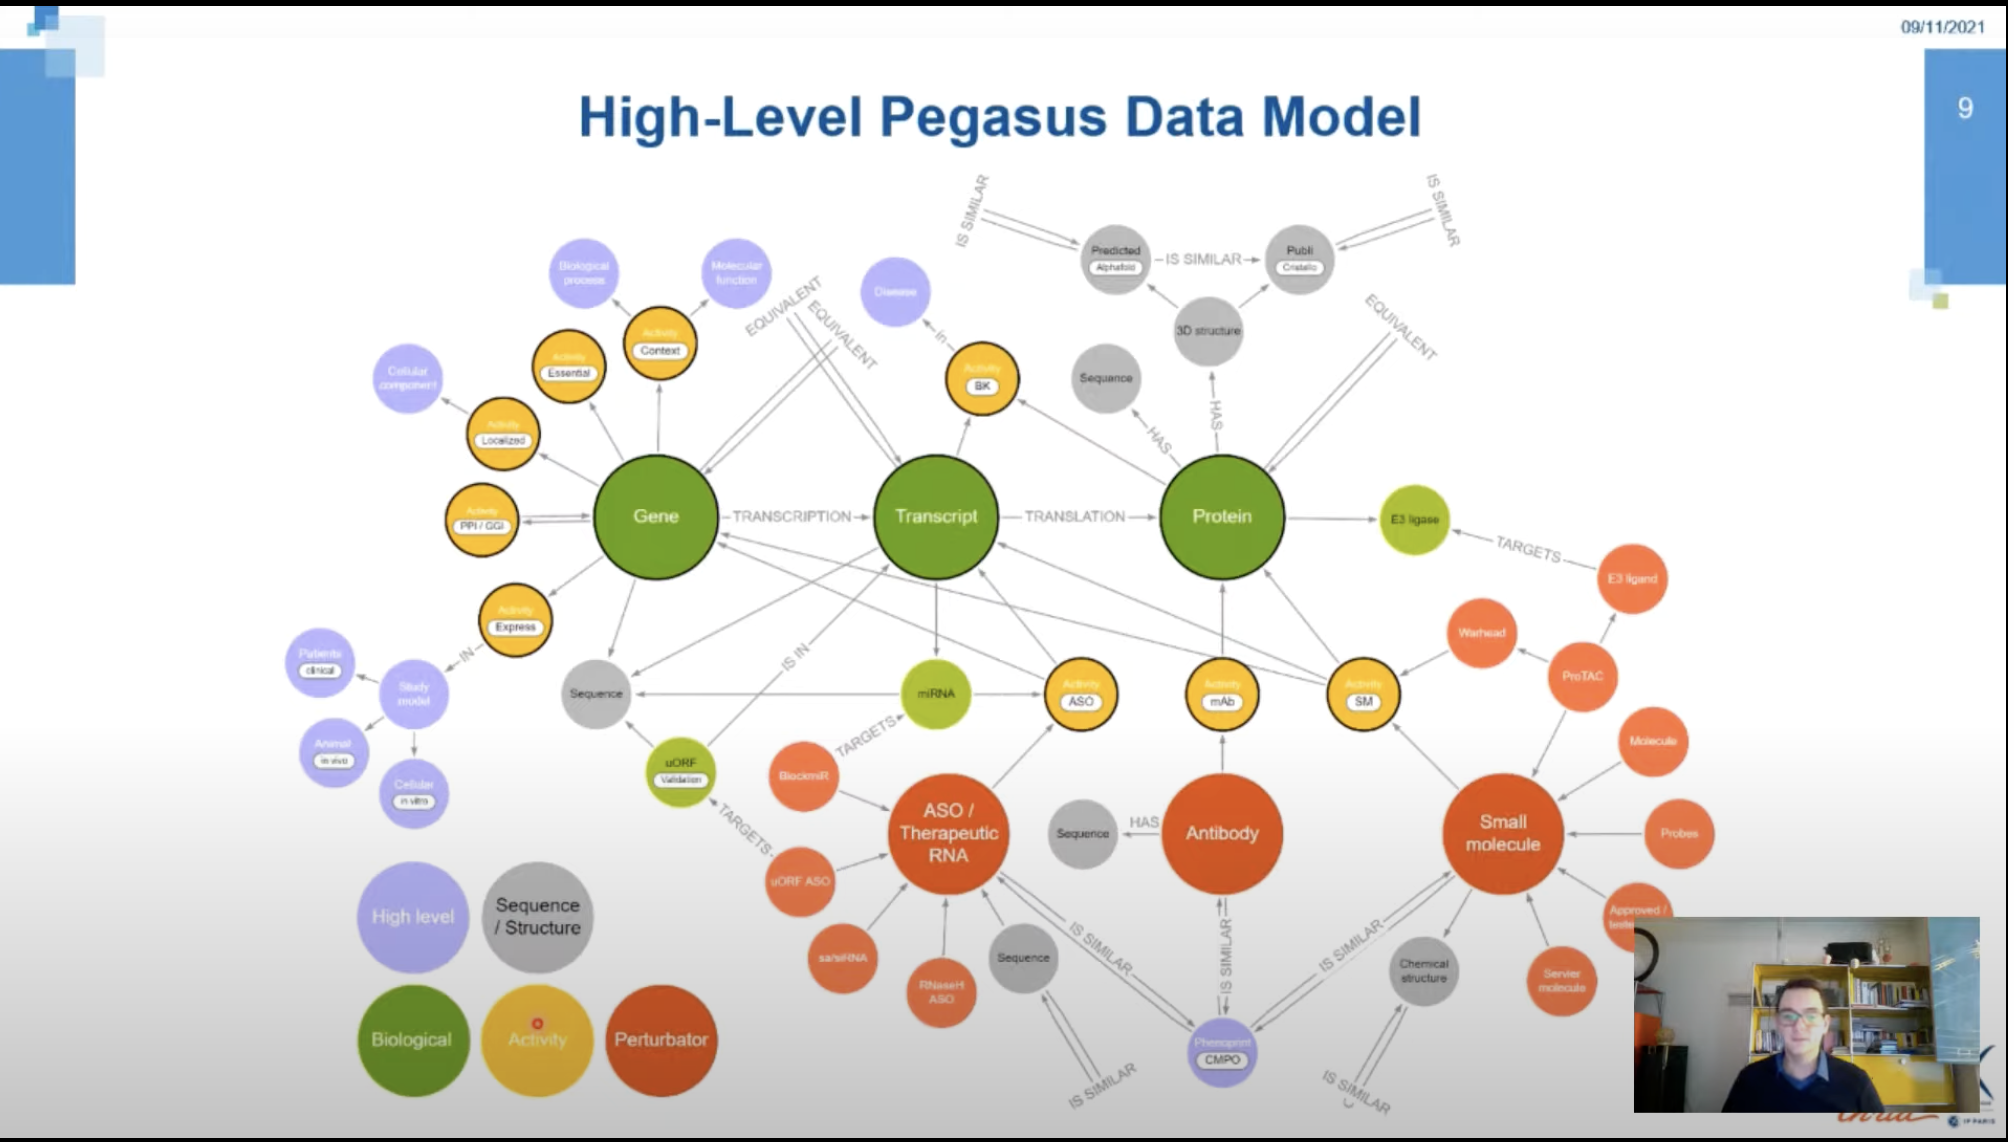 09/11/2021
9
High-Level Pegasus Data Model
IS SIMILAR
IS SIMILAR
Predicted
Alphafold
IS SIMILAR
Publi
Cristallo
Biological
process
Molecular
function
EQUIVALENT
EQUIVALENT
Disease
in
3D structure
EQUIVALENT
Activity
Context
Activity
Essential
Cellular
component
Activity
BK
Sequence
HAS
HAS
Activity
Localized
Activity
PPI / GGI
Gene
TRANSCRIPTION
Transcript
TRANSLATION
Protein
E3 ligase
TARGETS
E3 ligand
Activity
Express
IN
Warhead
ProTAC
Patients
clinical
Study
model
IS IN
Sequence
miRNA
Activity
ASO
Activity
mAb
Activity
SM
Animal
in vivo
Cellular
in vitro
uORF
Validation
TARGETS
BlockmiR
Molecule
TARGETS
ASO /
Therapeutic
RNA
Sequence
HAS
Antibody
Small
molecule
Probes
uORF ASO
High level
Sequence
/ Structure
sa/siRNA
RNaseH
ASO
Sequence
IS SIMILAR
IS SIMILAR
IS SIMILAR
Chemical
structure
Servier
molecule
Approved /
Biological
Activity
Perturbator
Phenoprint
CMPO
IS SIMILAR
IS SIMILAR
IP PARIS